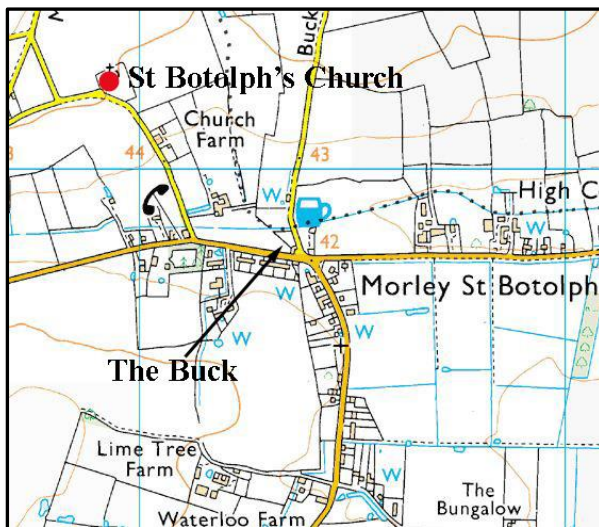 M
Buck
St Botolph's Church
Church
Farm
3
44
43
W
High C
W
42
Morley St Botolph
W
W
W
The Buck
Lime Tree
Farm
W
The
Bungalow
Waterloo Farm